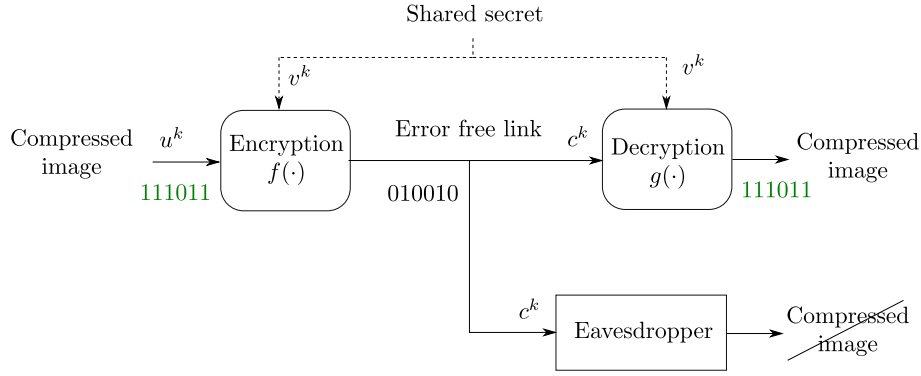 Shared secret
v^k
v^k
Compressed
image
u^k
111011
Encryption
f(·)
Error free link
010010
c^k
Decryption
g(·)
Compressed
image
111011
c^k
Eavesdropper
Compressed
image